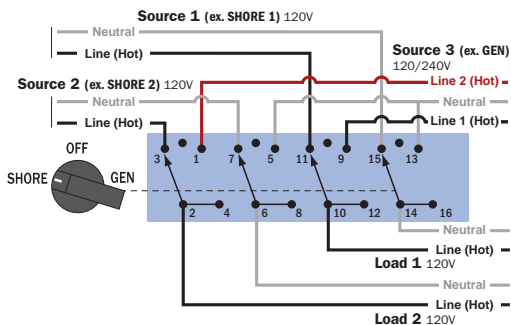 Source 1 (ex. SHORE 1) 120V
Neutral
Line (Hot)
Source 3 (ex. GEN)
120/240V
Line 2 (Hot)
Source 2 (ex. SHORE 2) 120V
Neutral
Neutral
Line (Hot)
Line 1 (Hot)
OFF
SHORE
GEN
3 1 7 5 11 9 15 13
2 4 6 8 10 12 14 16
Neutral
Line (Hot)
Load 1 120V
Neutral
Line (Hot)
Load 2 120V